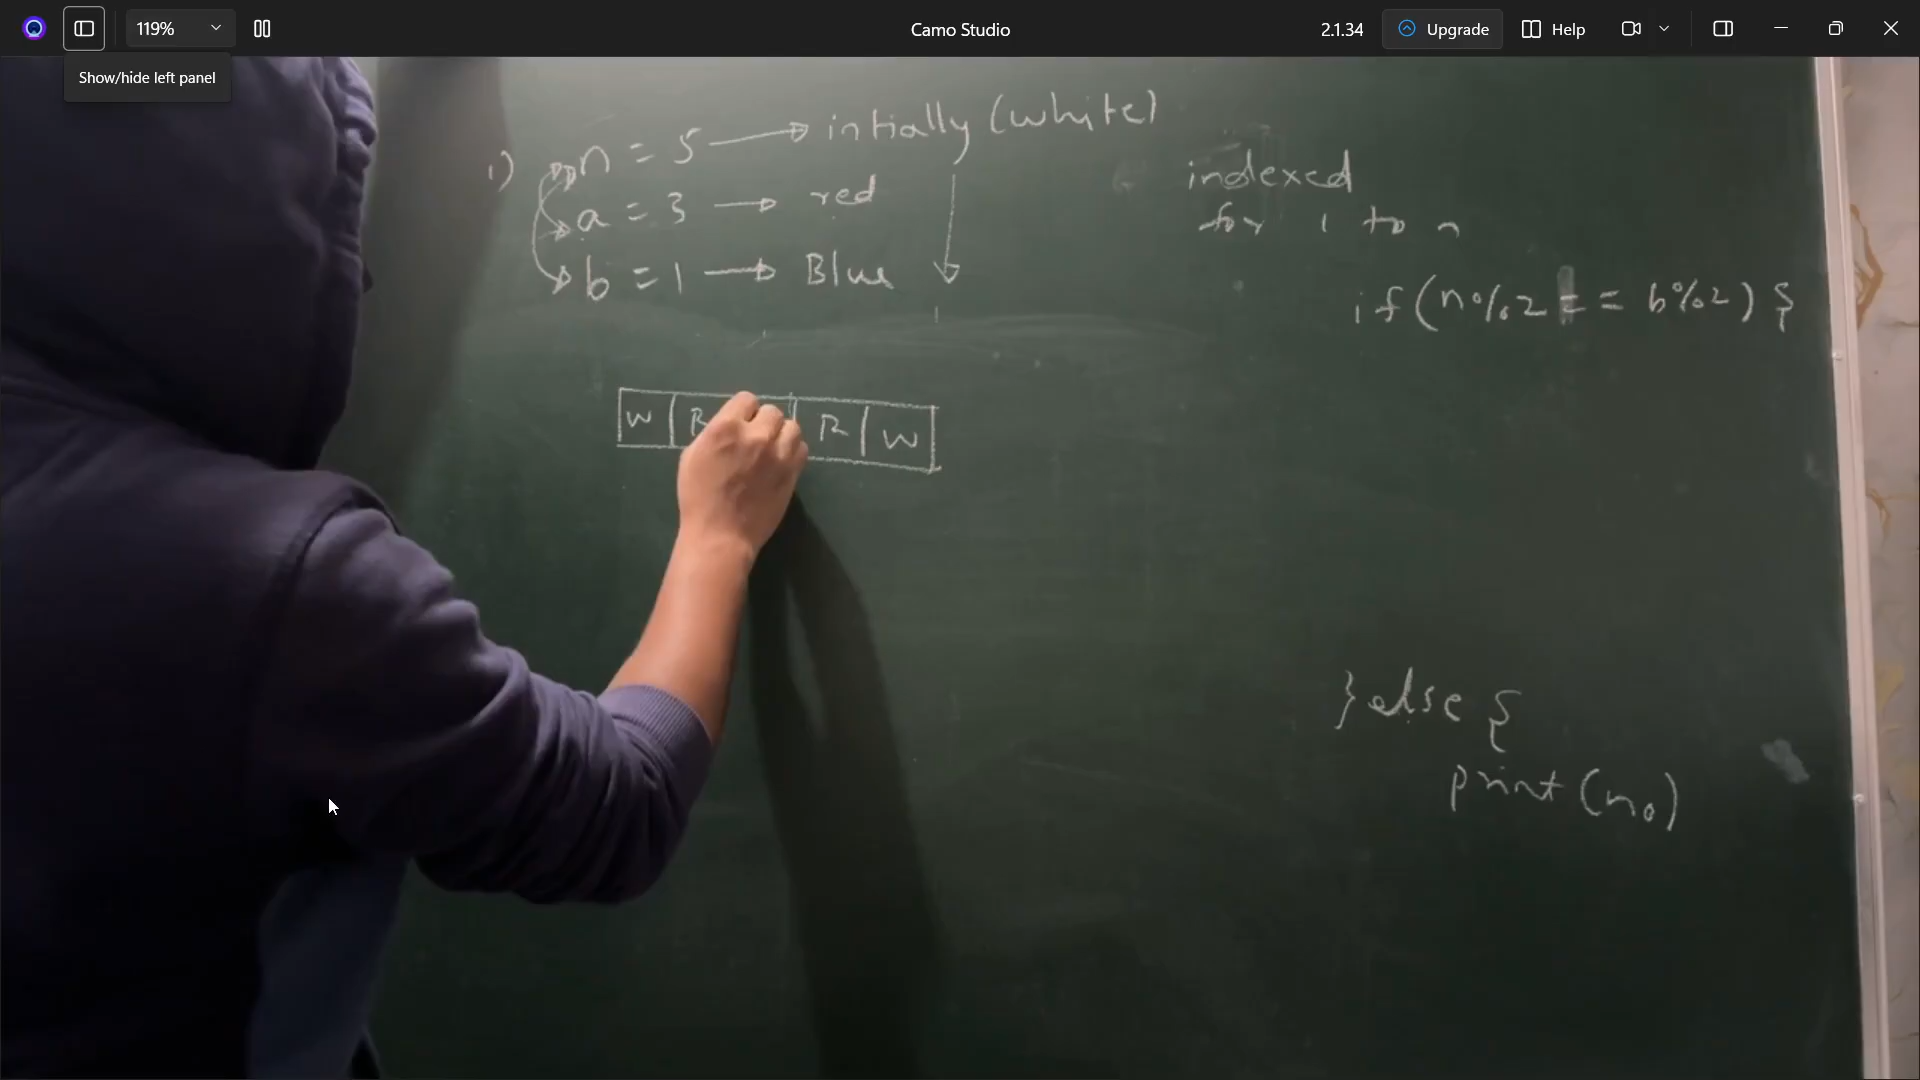 119%
Camo Studio
2.1.34
Upgrade
Help
Show/hide left panel
1) n = 5 → intially (white)
a = 3 → red
b = 1 → Blue
indexed
for 1 to n
if (n%2 == b%2) {
W R R W
} else {
print (no)